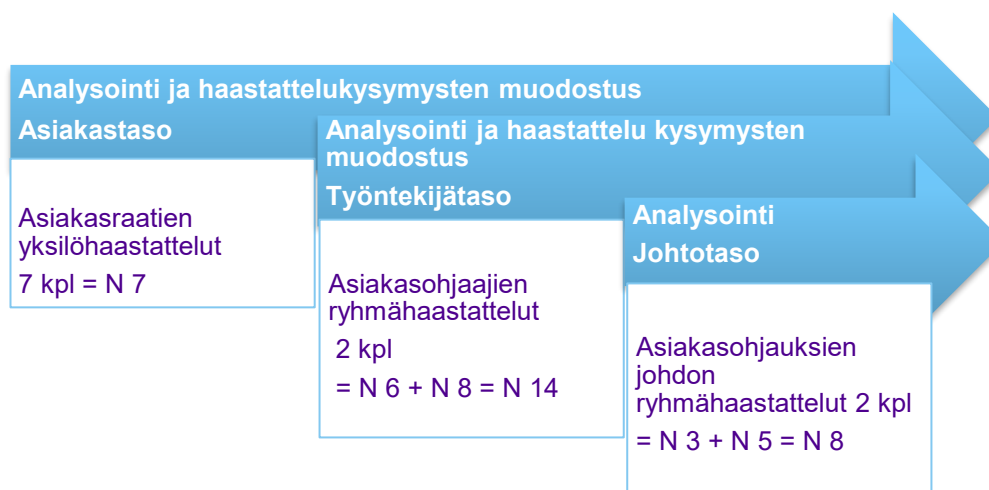 Analysointi ja haastattelukysymysten muodostus
Asiakastaso
Asiakasraatien
yksilöhaastattelut
7 kpl = N 7
Analysointi ja haastattelu kysymysten
muodostus
Työntekijätaso
Asiakasohjaajien
ryhmähaastattelut
2 kpl
= N 6 + N 8 = N 14
Analysointi
Johtotaso
Asiakasohjauksien
johdon
ryhmähaastattelut 2 kpl
= N 3 + N 5 = N 8